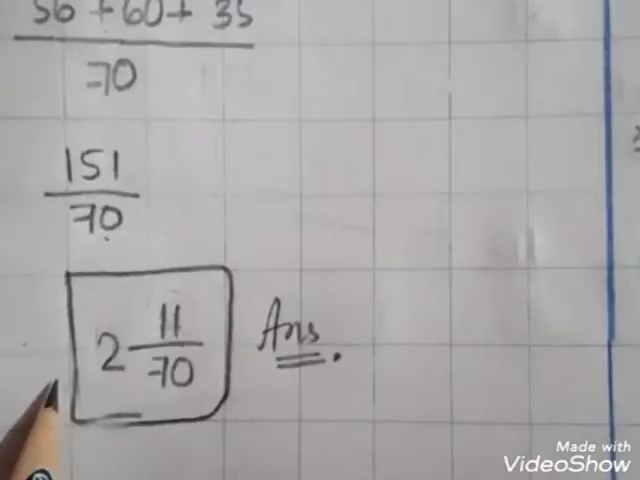 56 + 60 + 35
70
151
70
2 11/70 Ans.
Made with
VideoShow